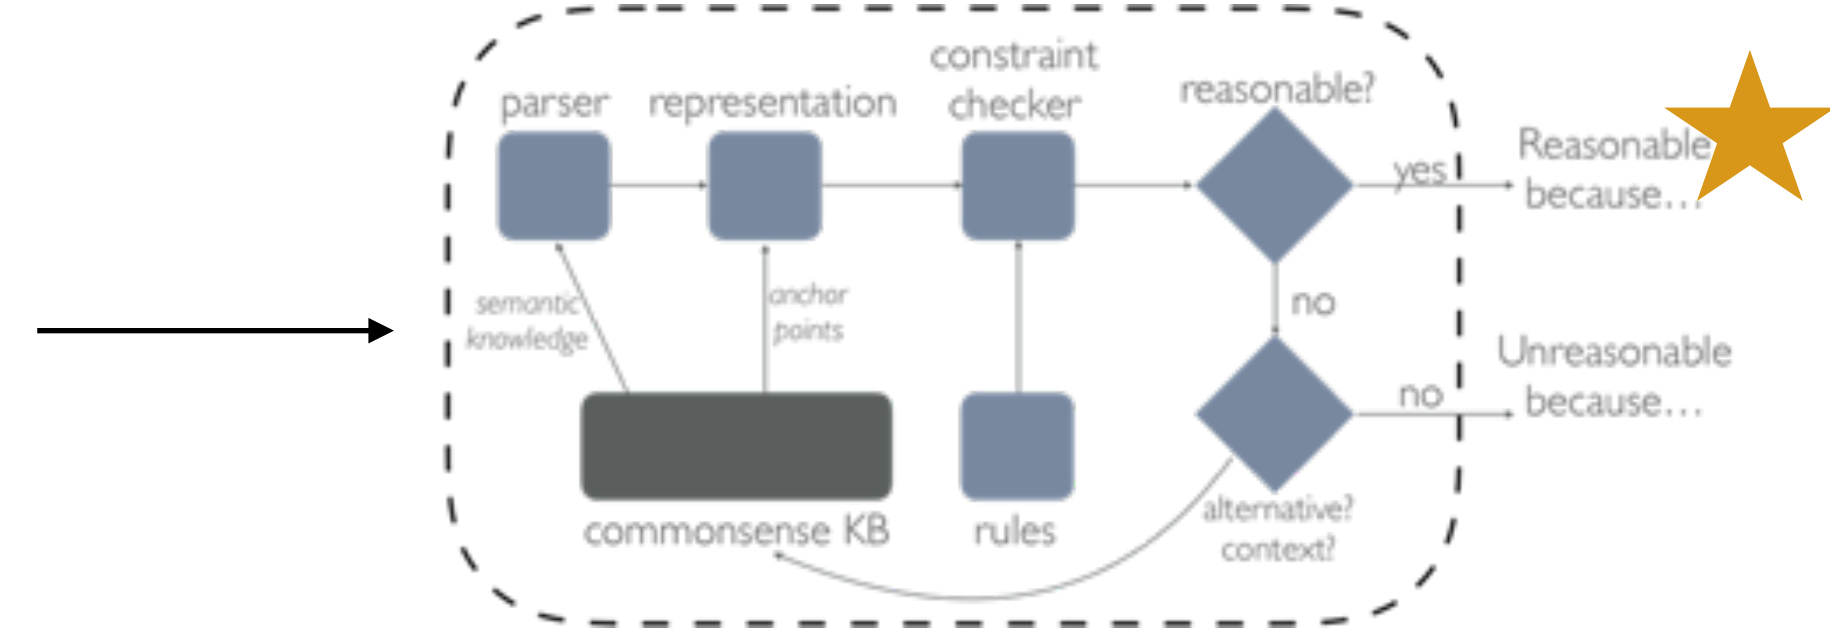 parser
representation
constraint
checker
reasonable?
yes
Reasonable
because...
semantic
knowledge
anchor
points
no
Unreasonable
because...
no
commonsense KB
rules
alternative?
context?